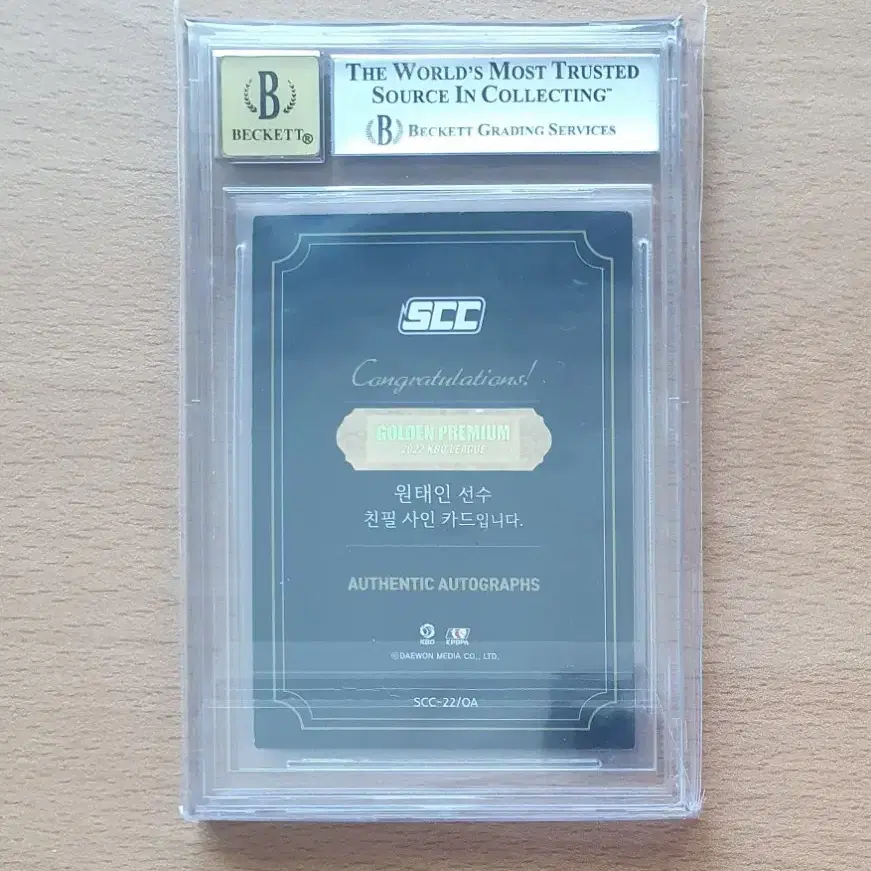 B
BECKETT®
THE WORLD'S MOST TRUSTED
SOURCE IN COLLECTING™
B BECKETT GRADING SERVICES
SCC
Congratulations!
GOLDEN PREMIUM
2022 KBO LEAGUE
원태인 선수
친필 사인 카드입니다.
AUTHENTIC AUTOGRAPHS
KBO KPBPA
©DAEWON MEDIA CO., LTD.
SCC-22/OA